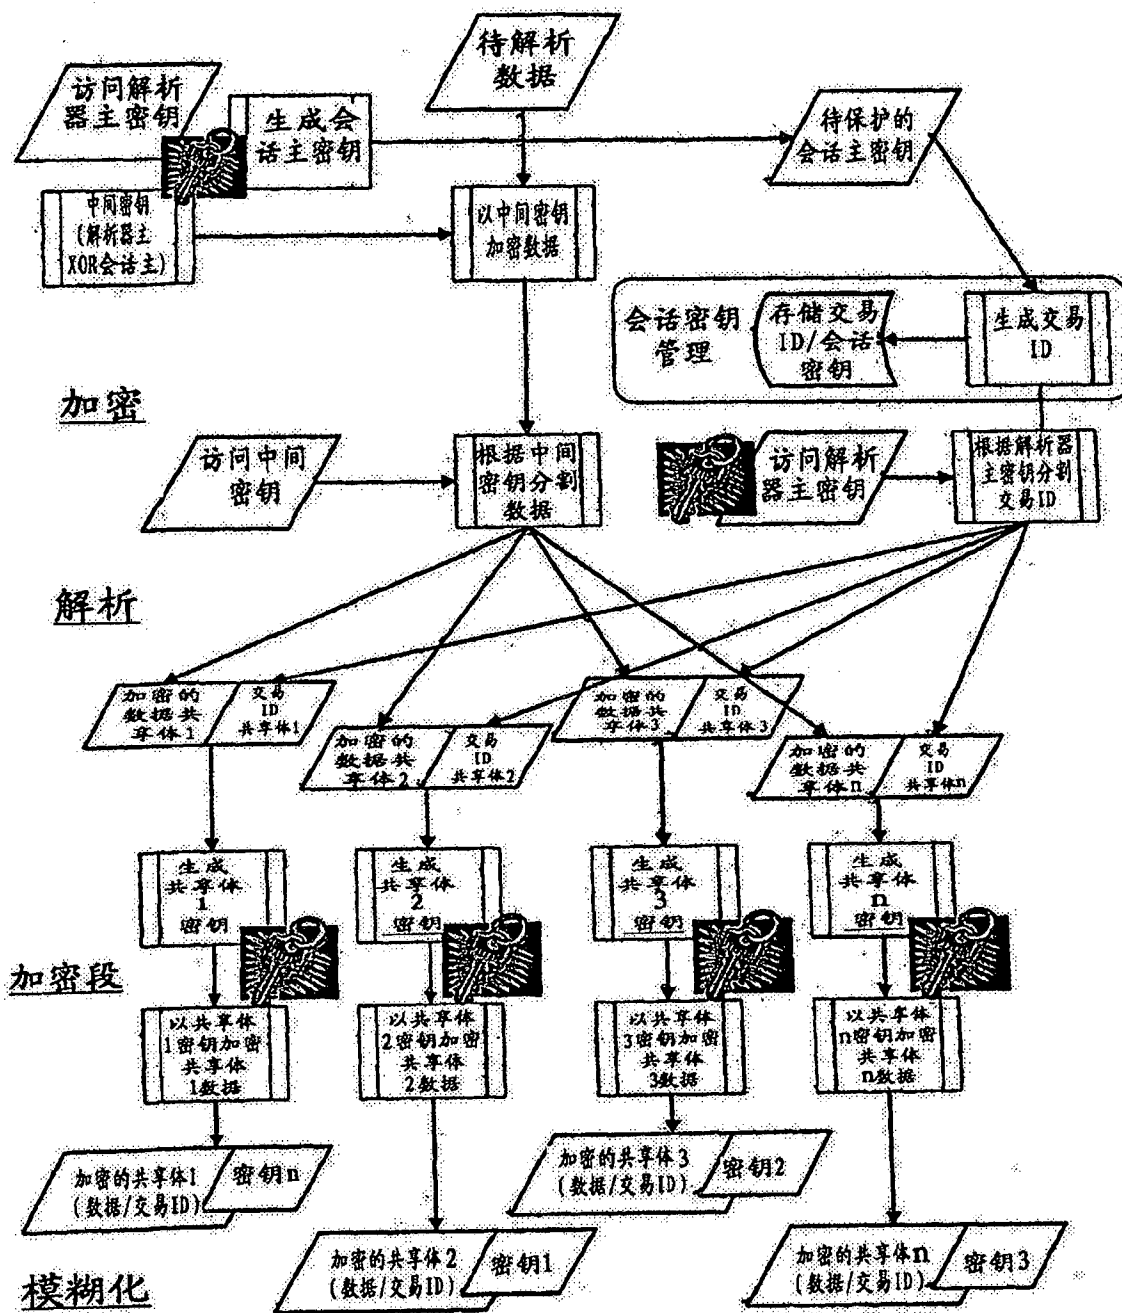 待解析
数据
访问解析
器主密钥
生成会
话主密钥
待保护的
会话主密钥
中间密钥
(解析器主
XOR会话主)
以中间密钥
加密数据
会话密钥
管理
存储交易
ID/会话
密钥
生成交易
ID
加密
访问中间
密钥
根据中间
密钥分割
数据
访问解析
器主密钥
根据解析器
主密钥分割
交易ID
解析
加密的
数据共
享体1
交易
ID
共享体1
加密的
数据共
享体2
交易
ID
共享体2
加密的
数据共
享体3
交易
ID
共享体3
加密的
数据共
享体n
交易
ID
共享体n
生成
共享体
1
密钥
生成
共享体
2
密钥
生成
共享体
3
密钥
生成
共享体
n
密钥
加密段
以共享体
1密钥加密
共享体
1数据
以共享体
2密钥加密
共享体
2数据
以共享体
3密钥加密
共享体
3数据
以共享体
n密钥加密
共享体
n数据
加密的共享体1
(数据/交易ID)
密钥n
加密的共享体2
(数据/交易ID)
密钥1
加密的共享体3
(数据/交易ID)
密钥2
加密的共享体n
(数据/交易ID)
密钥3
模糊化